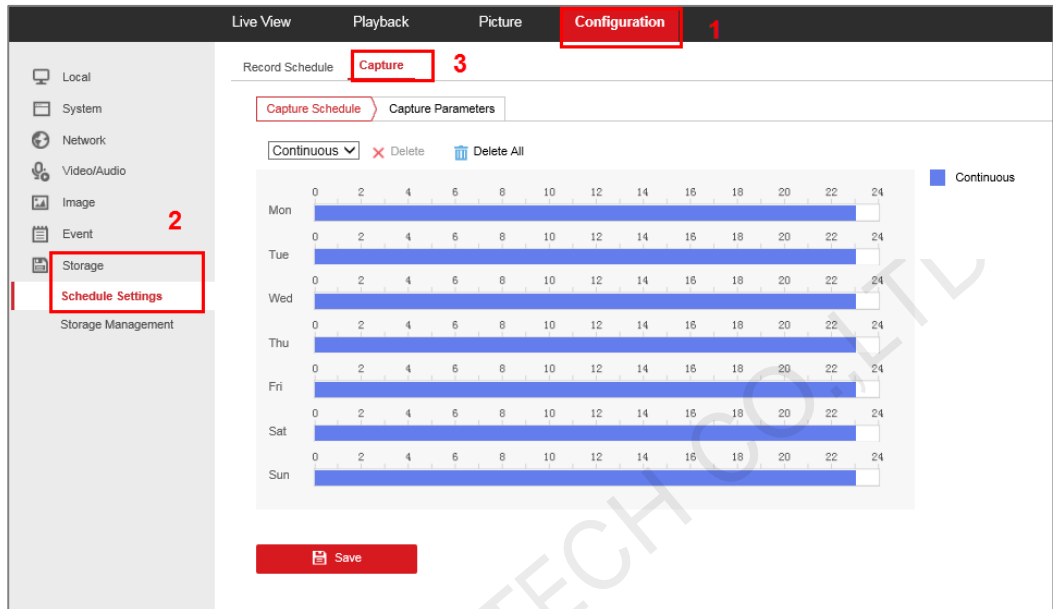 Live View Playback Picture Configuration 1
Record Schedule Capture 3
Local
System
Network
Video/Audio
Image
Event
2
Storage
Schedule Settings
Storage Management
Capture Schedule Capture Parameters
Continuous Delete Delete All
Continuous
0 2 4 6 8 10 12 14 16 18 20 22 24
Mon
0 2 4 6 8 10 12 14 16 18 20 22 24
Tue
0 2 4 6 8 10 12 14 16 18 20 22 24
Wed
0 2 4 6 8 10 12 14 16 18 20 22 24
Thu
0 2 4 6 8 10 12 14 16 18 20 22 24
Fri
0 2 4 6 8 10 12 14 16 18 20 22 24
Sat
0 2 4 6 8 10 12 14 16 18 20 22 24
Sun
Save
TECH CO.,LTD